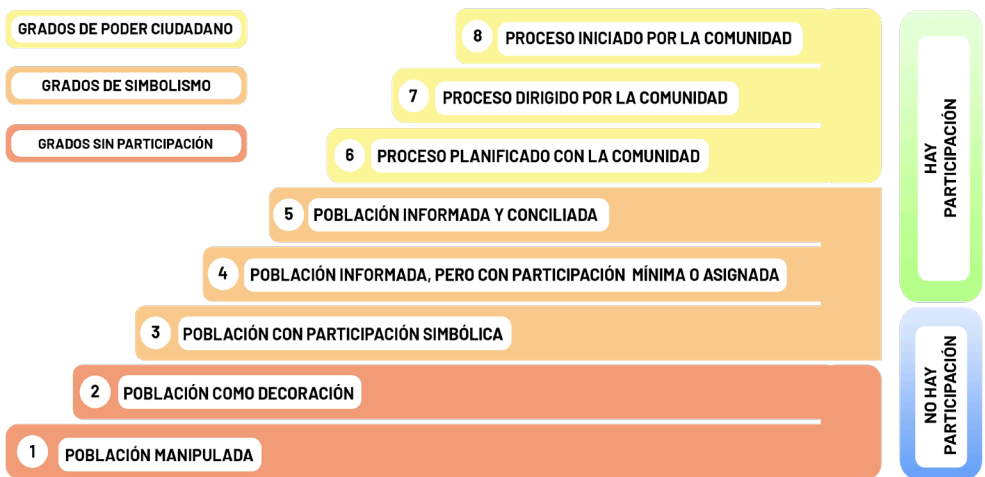 GRADOS DE PODER CIUDADANO
GRADOS DE SIMBOLISMO
GRADOS SIN PARTICIPACIÓN
8 PROCESO INICIADO POR LA COMUNIDAD
7 PROCESO DIRIGIDO POR LA COMUNIDAD
6 PROCESO PLANIFICADO CON LA COMUNIDAD
5 POBLACIÓN INFORMADA Y CONCILIADA
4 POBLACIÓN INFORMADA, PERO CON PARTICIPACIÓN MÍNIMA O ASIGNADA
3 POBLACIÓN CON PARTICIPACIÓN SIMBÓLICA
2 POBLACIÓN COMO DECORACIÓN
1 POBLACIÓN MANIPULADA
HAY
PARTICIPACIÓN
NO HAY
PARTICIPACIÓN